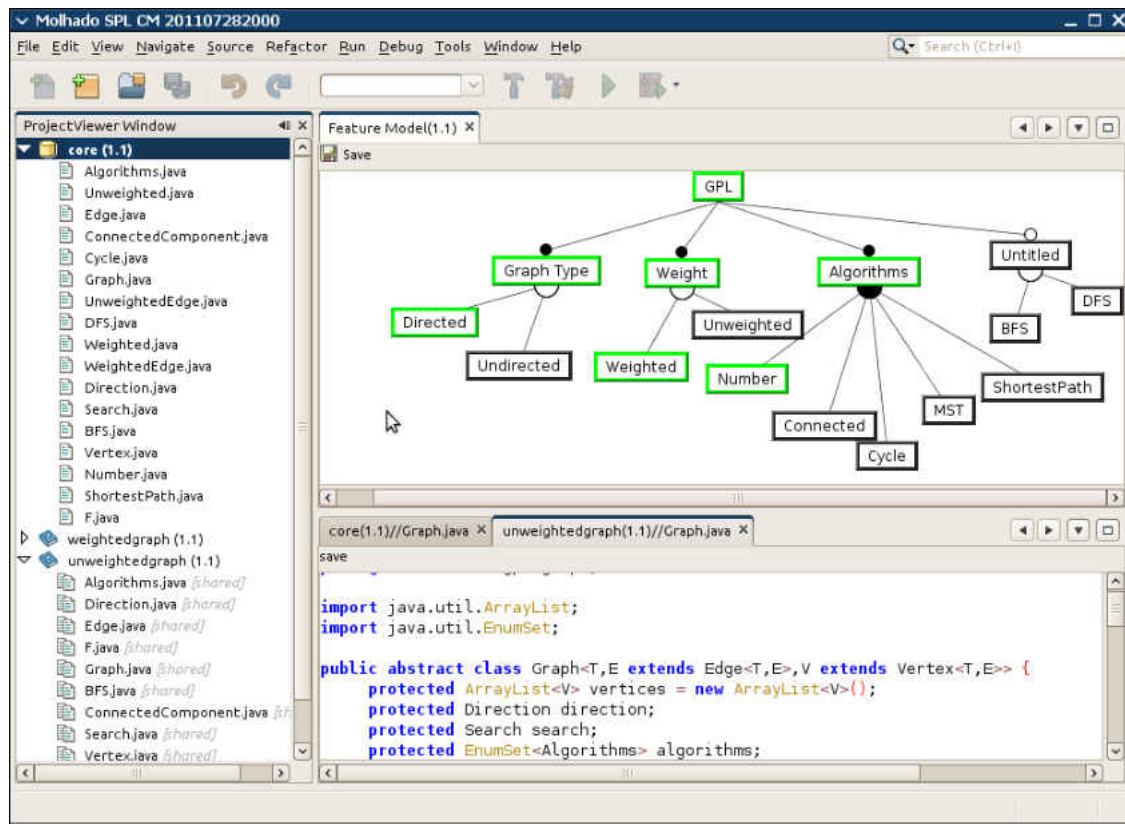 Molhado SPL CM 201107282000
File Edit View Navigate Source Refactor Run Debug Tools Window Help
Search (Ctrl+I)
ProjectViewer Window
core (1.1)
Algorithms.java
Unweighted.java
Edge.java
ConnectedComponent.java
Cycle.java
Graph.java
UnweightedEdge.java
DFS.java
Weighted.java
WeightedEdge.java
Direction.java
Search.java
BFS.java
Vertex.java
Number.java
ShortestPath.java
F.java
weightedgraph (1.1)
unweightedgraph (1.1)
Algorithms.java [shared]
Direction.java [shared]
Edge.java [shared]
F.java [shared]
Graph.java [shared]
BFS.java [shared]
ConnectedComponent.java
Search.java [shared]
Vertex.java [shared]
Feature Model(1.1)
Save
GPL
Graph Type
Weight
Algorithms
Untitled
Directed
Undirected
Weighted
Unweighted
Number
Connected
Cycle
MST
ShortestPath
BFS
DFS
core(1.1)//Graph.java
unweightedgraph(1.1)//Graph.java
save
import java.util.ArrayList;
import java.util.EnumSet;
public abstract class Graph<T,E extends Edge<T,E>,V extends Vertex<T,E>> {
protected ArrayList<V> vertices = new ArrayList<V>();
protected Direction direction;
protected Search search;
protected EnumSet<Algorithms> algorithms;